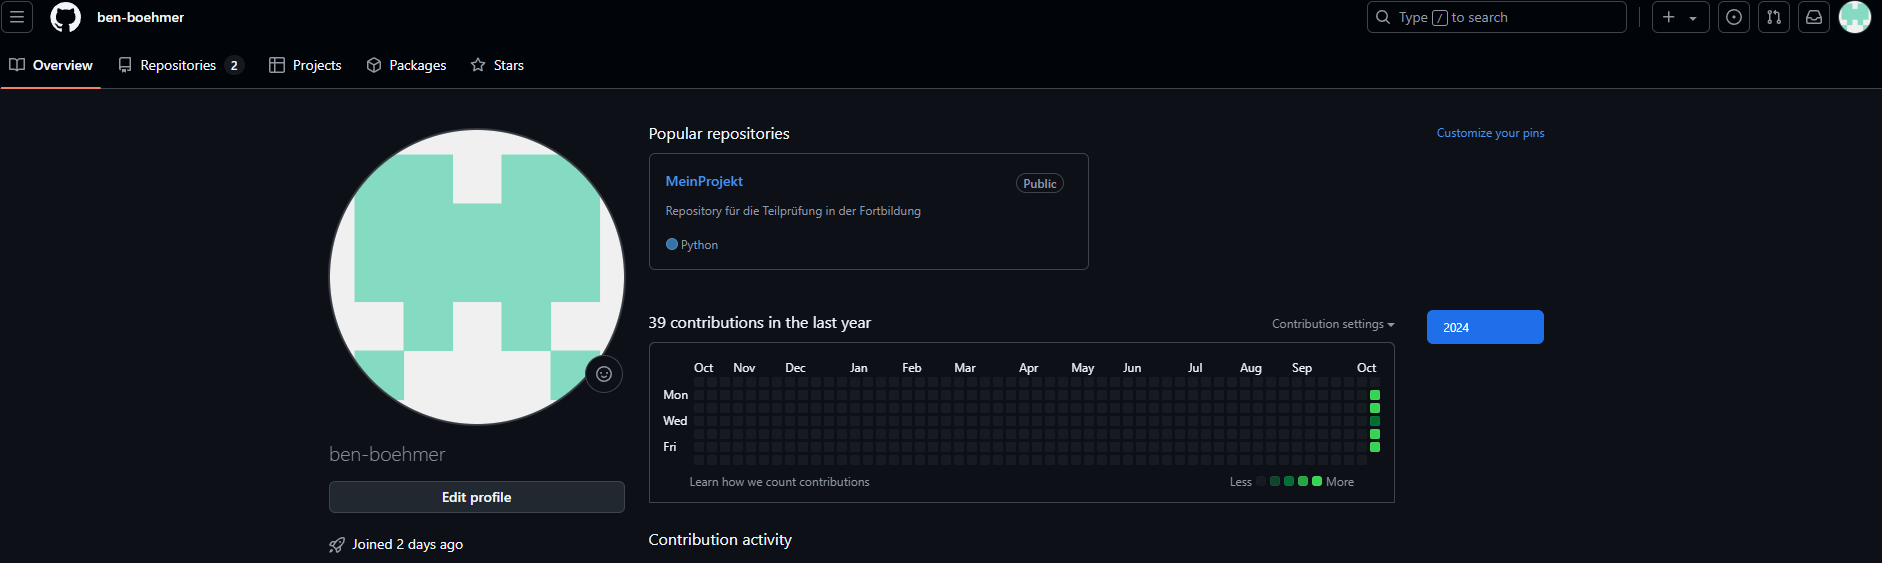 ben-boehmer
Type / to search
Overview
Repositories 2
Projects
Packages
Stars
Popular repositories
Customize your pins
MeinProjekt
Public
Repository für die Teilprüfung in der Fortbildung
Python
39 contributions in the last year
Contribution settings
2024
Oct Nov Dec Jan Feb Mar Apr May Jun Jul Aug Sep Oct
Mon
Wed
Fri
Learn how we count contributions
Less More
ben-boehmer
Edit profile
Joined 2 days ago
Contribution activity